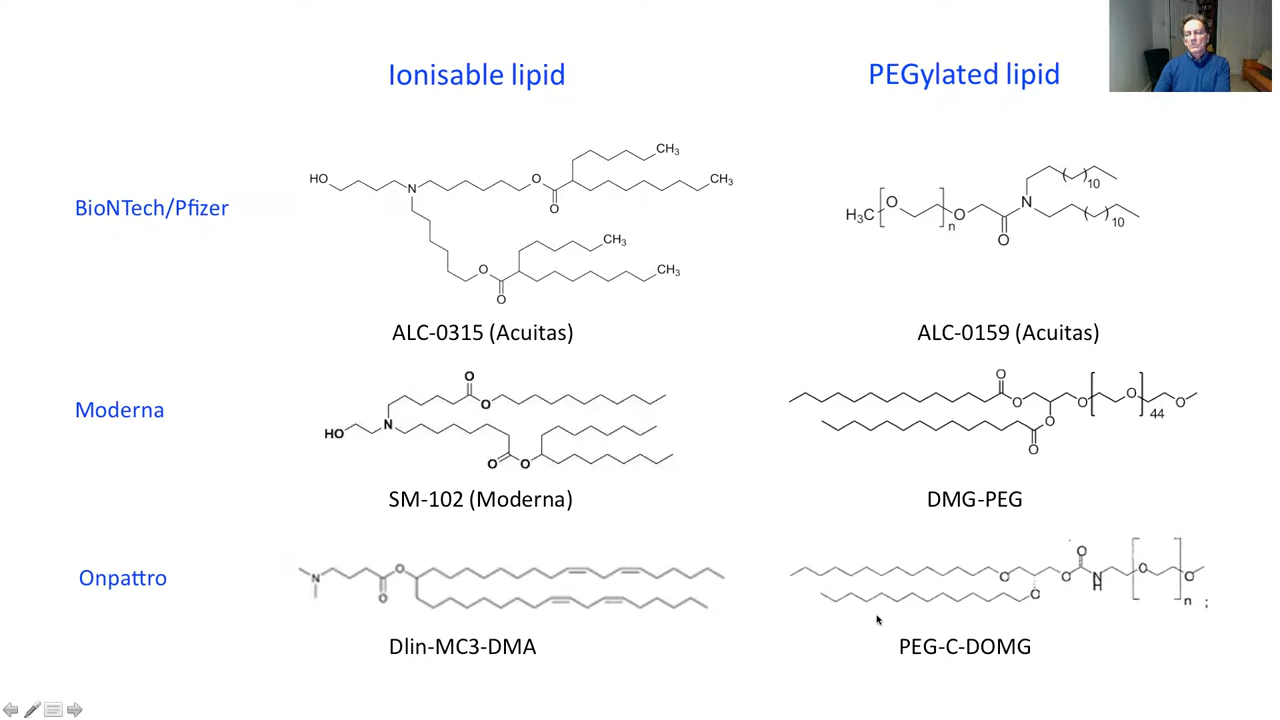 Ionisable lipid
PEGylated lipid
BioNTech/Pfizer
HO
N
O
O
CH3
CH3
O
O
CH3
CH3
ALC-0315 (Acuitas)
H3C
O
n
O
O
N
10
10
ALC-0159 (Acuitas)
Moderna
HO
N
O
O
O
O
SM-102 (Moderna)
O
O
O
O
O
O
44
O
DMG-PEG
Onpattro
N
O
O
Dlin-MC3-DMA
O
O
O
O
N
H
O
n
;
PEG-C-DOMG